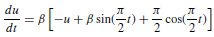 du/dt = β[-u + β sin(π/2 t) + π/2 cos(π/2 t)]